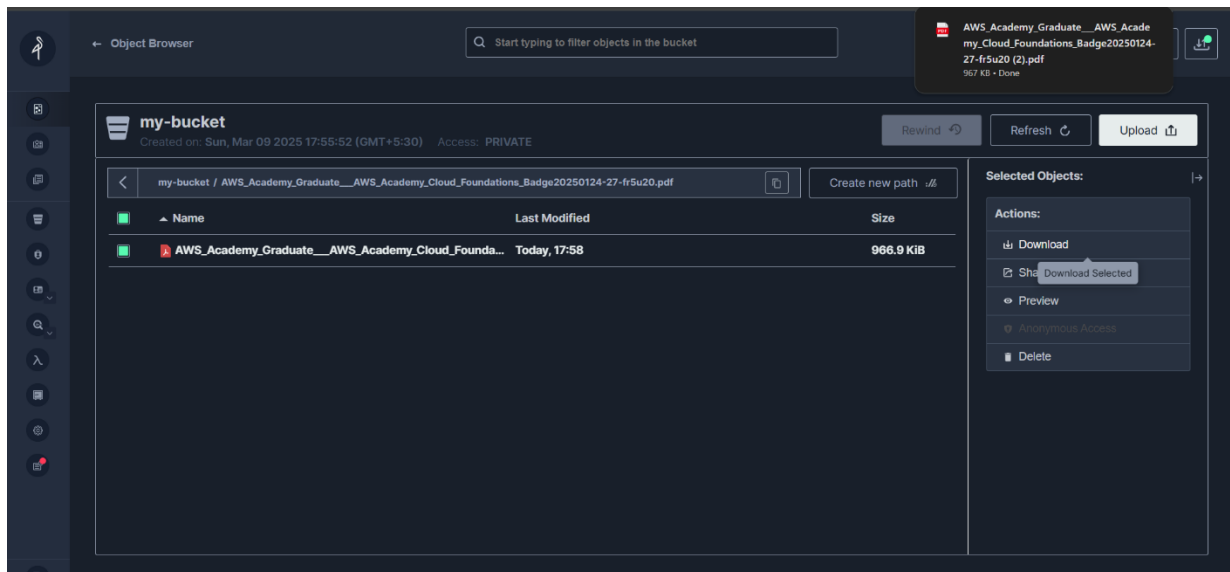 ← Object Browser
Start typing to filter objects in the bucket
AWS_Academy_Graduate___AWS_Acade
my_Cloud_Foundations_Badge20250124-
27-fr5u20 (2).pdf
967 KB • Done
my-bucket
Created on: Sun, Mar 09 2025 17:55:52 (GMT+5:30) Access: PRIVATE
Rewind
Refresh
Upload
my-bucket / AWS_Academy_Graduate___AWS_Academy_Cloud_Foundations_Badge20250124-27-fr5u20.pdf
Create new path
Selected Objects:
Name Last Modified Size
AWS_Academy_Graduate___AWS_Academy_Cloud_Founda... Today, 17:58 966.9 KiB
Actions:
Download
Sha
Download Selected
Preview
Anonymous Access
Delete